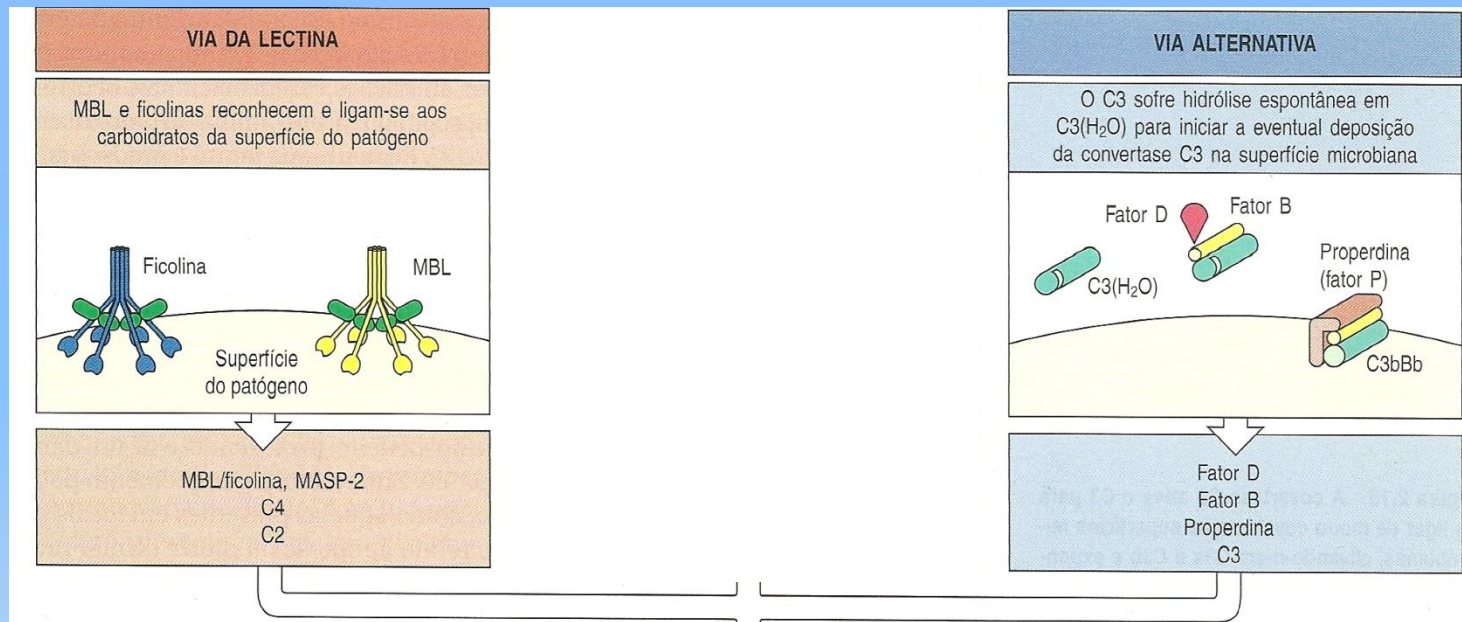 VIA DA LECTINA
MBL e ficolinas reconhecem e ligam-se aos
carboidratos da superfície do patógeno
Ficolina
MBL
Superfície
do patógeno
MBL/ficolina, MASP-2
C4
C2
VIA ALTERNATIVA
O C3 sofre hidrólise espontânea em
C3(H₂O) para iniciar a eventual deposição
da convertase C3 na superfície microbiana
Fator D
Fator B
Properdina
(fator P)
C3(H₂O)
C3bBb
Fator D
Fator B
Properdina
C3